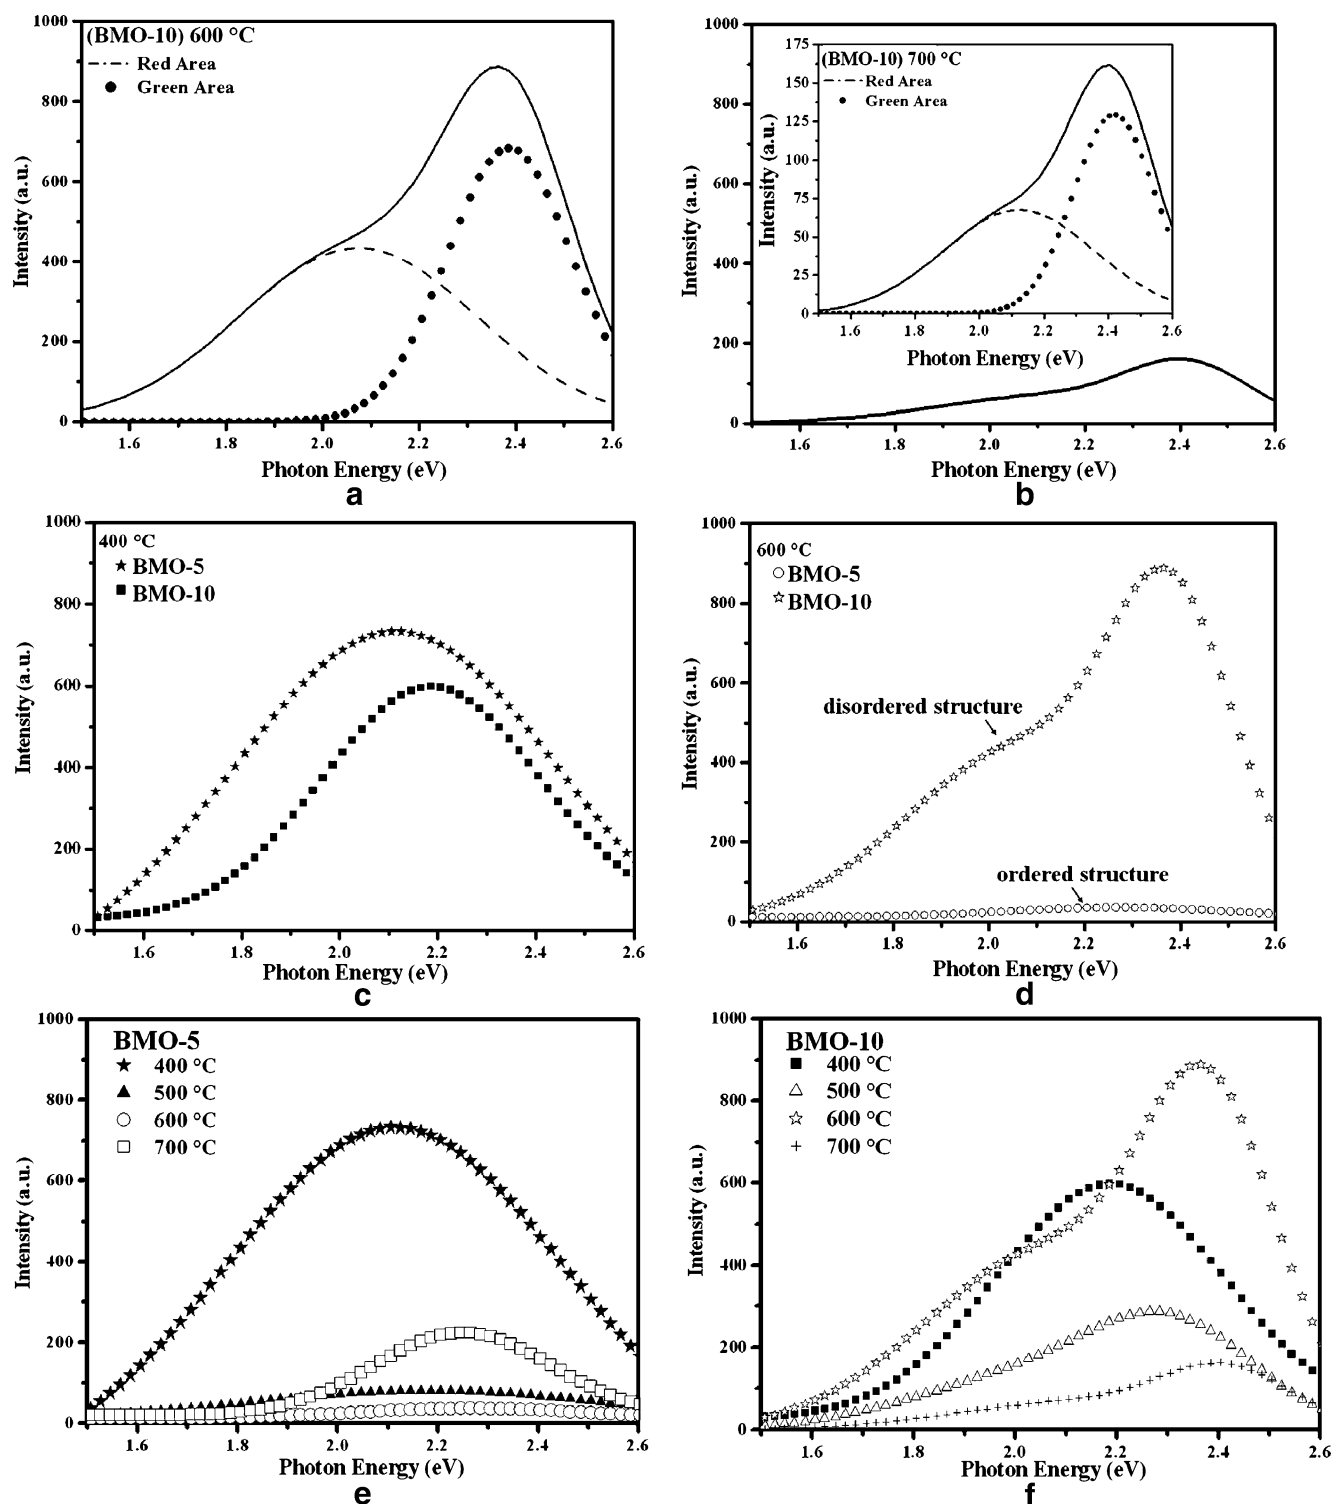 1000
800
600
400
200
0
Intensity (a.u.)
(BMO-10) 600 °C
Red Area
Green Area
1.6 1.8 2.0 2.2 2.4 2.6
Photon Energy (eV)
a
1000
800
600
400
200
0
Intensity (a.u.)
175
150
125
100
75
50
25
0
Intensity (a.u.)
(BMO-10) 700 °C
Red Area
Green Area
1.6 1.8 2.0 2.2 2.4 2.6
Photon Energy (eV)
1.6 1.8 2.0 2.2 2.4 2.6
Photon Energy (eV)
b
1000
800
600
400
200
0
Intensity (a.u.)
400 °C
BMO-5
BMO-10
1.6 1.8 2.0 2.2 2.4 2.6
Photon Energy (eV)
c
1000
800
600
400
200
0
Intensity (a.u.)
600 °C
BMO-5
BMO-10
disordered structure
ordered structure
1.6 1.8 2.0 2.2 2.4 2.6
Photon Energy (eV)
d
1000
800
600
400
200
0
Intensity (a.u.)
BMO-5
400 °C
500 °C
600 °C
700 °C
1.6 1.8 2.0 2.2 2.4 2.6
Photon Energy (eV)
e
1000
800
600
400
200
0
Intensity (a.u.)
BMO-10
400 °C
500 °C
600 °C
700 °C
1.6 1.8 2.0 2.2 2.4 2.6
Photon Energy (eV)
f